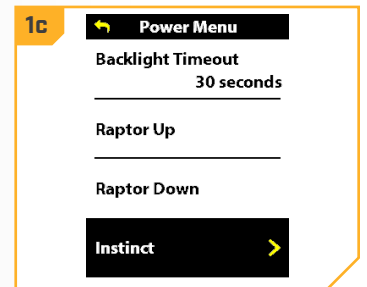 1c
Power Menu
Backlight Timeout
30 seconds
Raptor Up
Raptor Down
Instinct